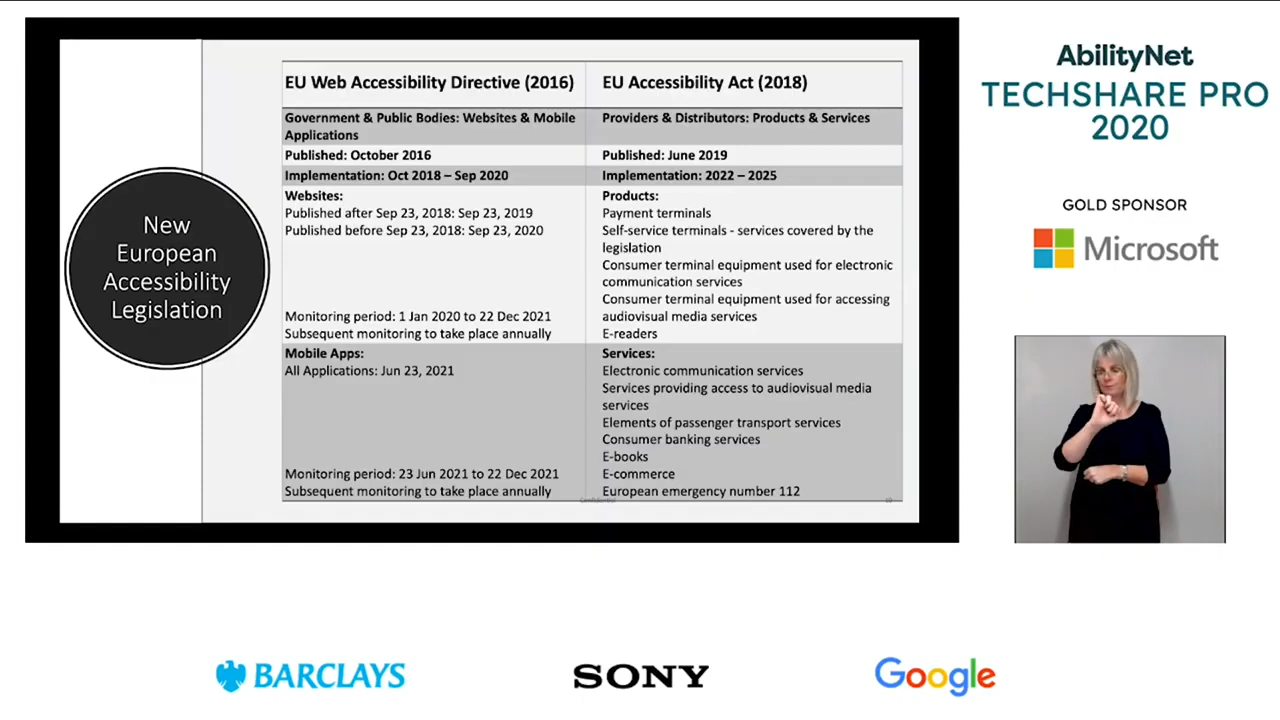 New
European
Accessibility
Legislation
EU Web Accessibility Directive (2016)
EU Accessibility Act (2018)
Government & Public Bodies: Websites & Mobile
Applications
Providers & Distributors: Products & Services
Published: October 2016
Published: June 2019
Implementation: Oct 2018 – Sep 2020
Implementation: 2022 – 2025
Websites:
Published after Sep 23, 2018: Sep 23, 2019
Published before Sep 23, 2018: Sep 23, 2020
Monitoring period: 1 Jan 2020 to 22 Dec 2021
Subsequent monitoring to take place annually
Products:
Payment terminals
Self-service terminals - services covered by the
legislation
Consumer terminal equipment used for electronic
communication services
Consumer terminal equipment used for accessing
audiovisual media services
E-readers
Mobile Apps:
All Applications: Jun 23, 2021
Monitoring period: 23 Jun 2021 to 22 Dec 2021
Subsequent monitoring to take place annually
Services:
Electronic communication services
Services providing access to audiovisual media
services
Elements of passenger transport services
Consumer banking services
E-books
E-commerce
European emergency number 112
Confidential
AbilityNet
TECHSHARE PRO
2020
GOLD SPONSOR
Microsoft
BARCLAYS
SONY
Google